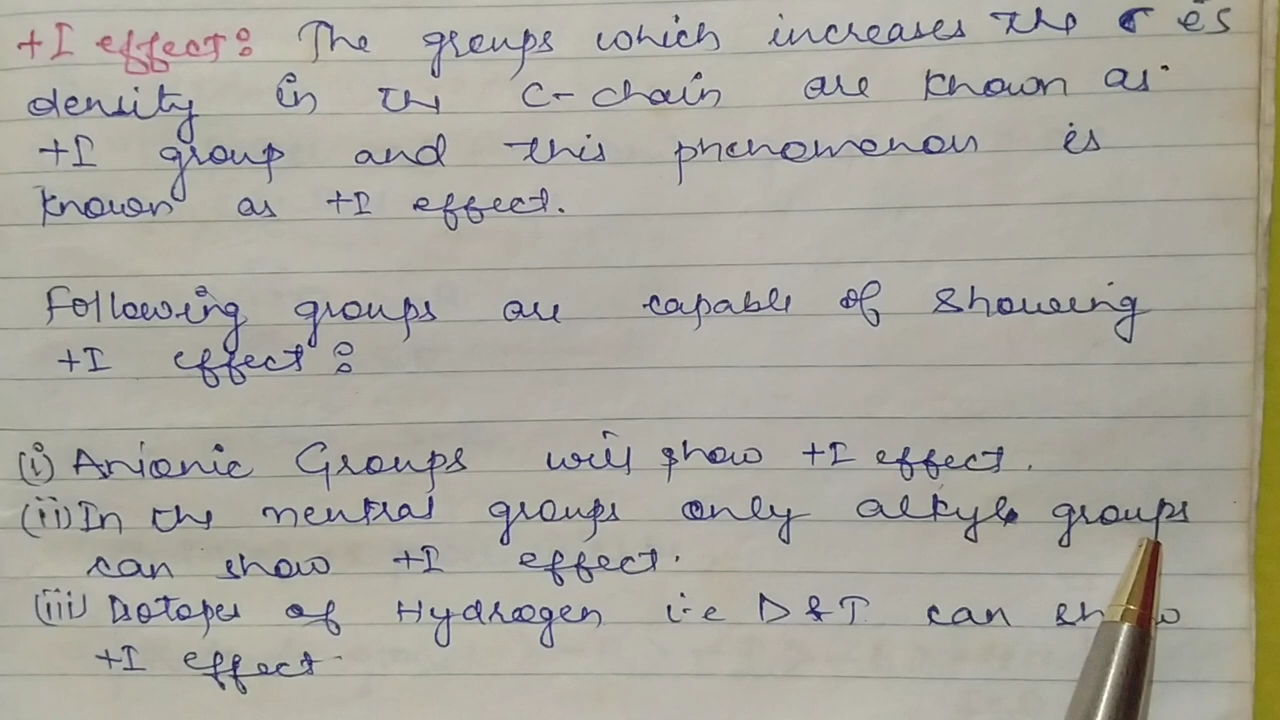 +I effect: The groups which increases the σ es
density in the C-chain are known as
+I group and this phenomenon is
known as +I effect.
Following groups are capable of showing
+I effect:
(i) Anionic Groups will show +I effect.
(ii) In the neutral groups only alkyl groups
can show +I effect.
(iii) Isotopes of Hydrogen i.e D & T can show
+I effect.